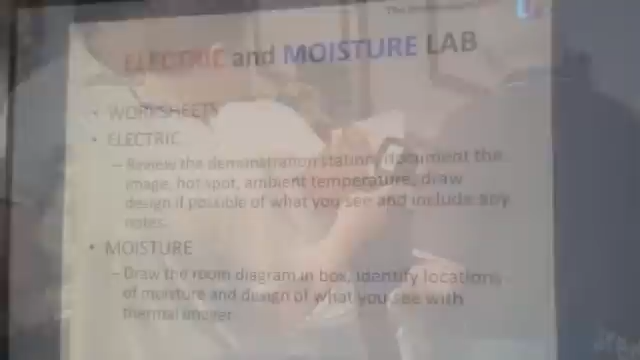 ELECTRIC and MOISTURE LAB
• WORKSHEETS
• ELECTRIC
– Review the demonstration station, document the
image, hot spot, ambient temperature, draw
design if possible of what you see and include any
notes.
• MOISTURE
– Draw the room diagram in box, identify locations
of moisture and design of what you see with
thermal imager.